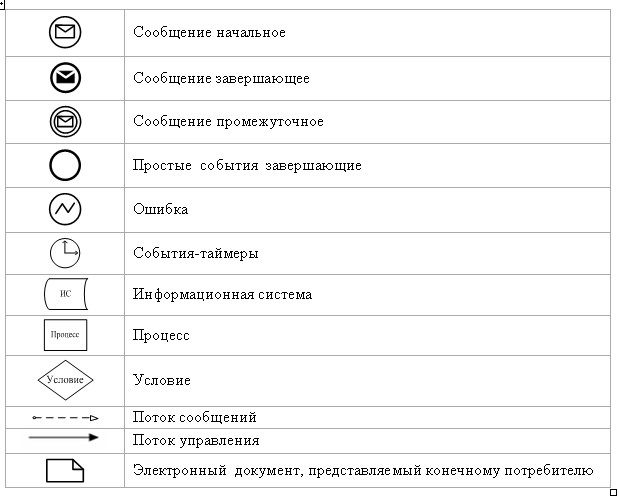 Сообщение начальное
Сообщение завершающее
Сообщение промежуточное
Простые события завершающие
Ошибка
События-таймеры
ИС
Информационная система
Процесс
Процесс
Условие
Условие
Поток сообщений
Поток управления
Электронный документ, представляемый конечному потребителю